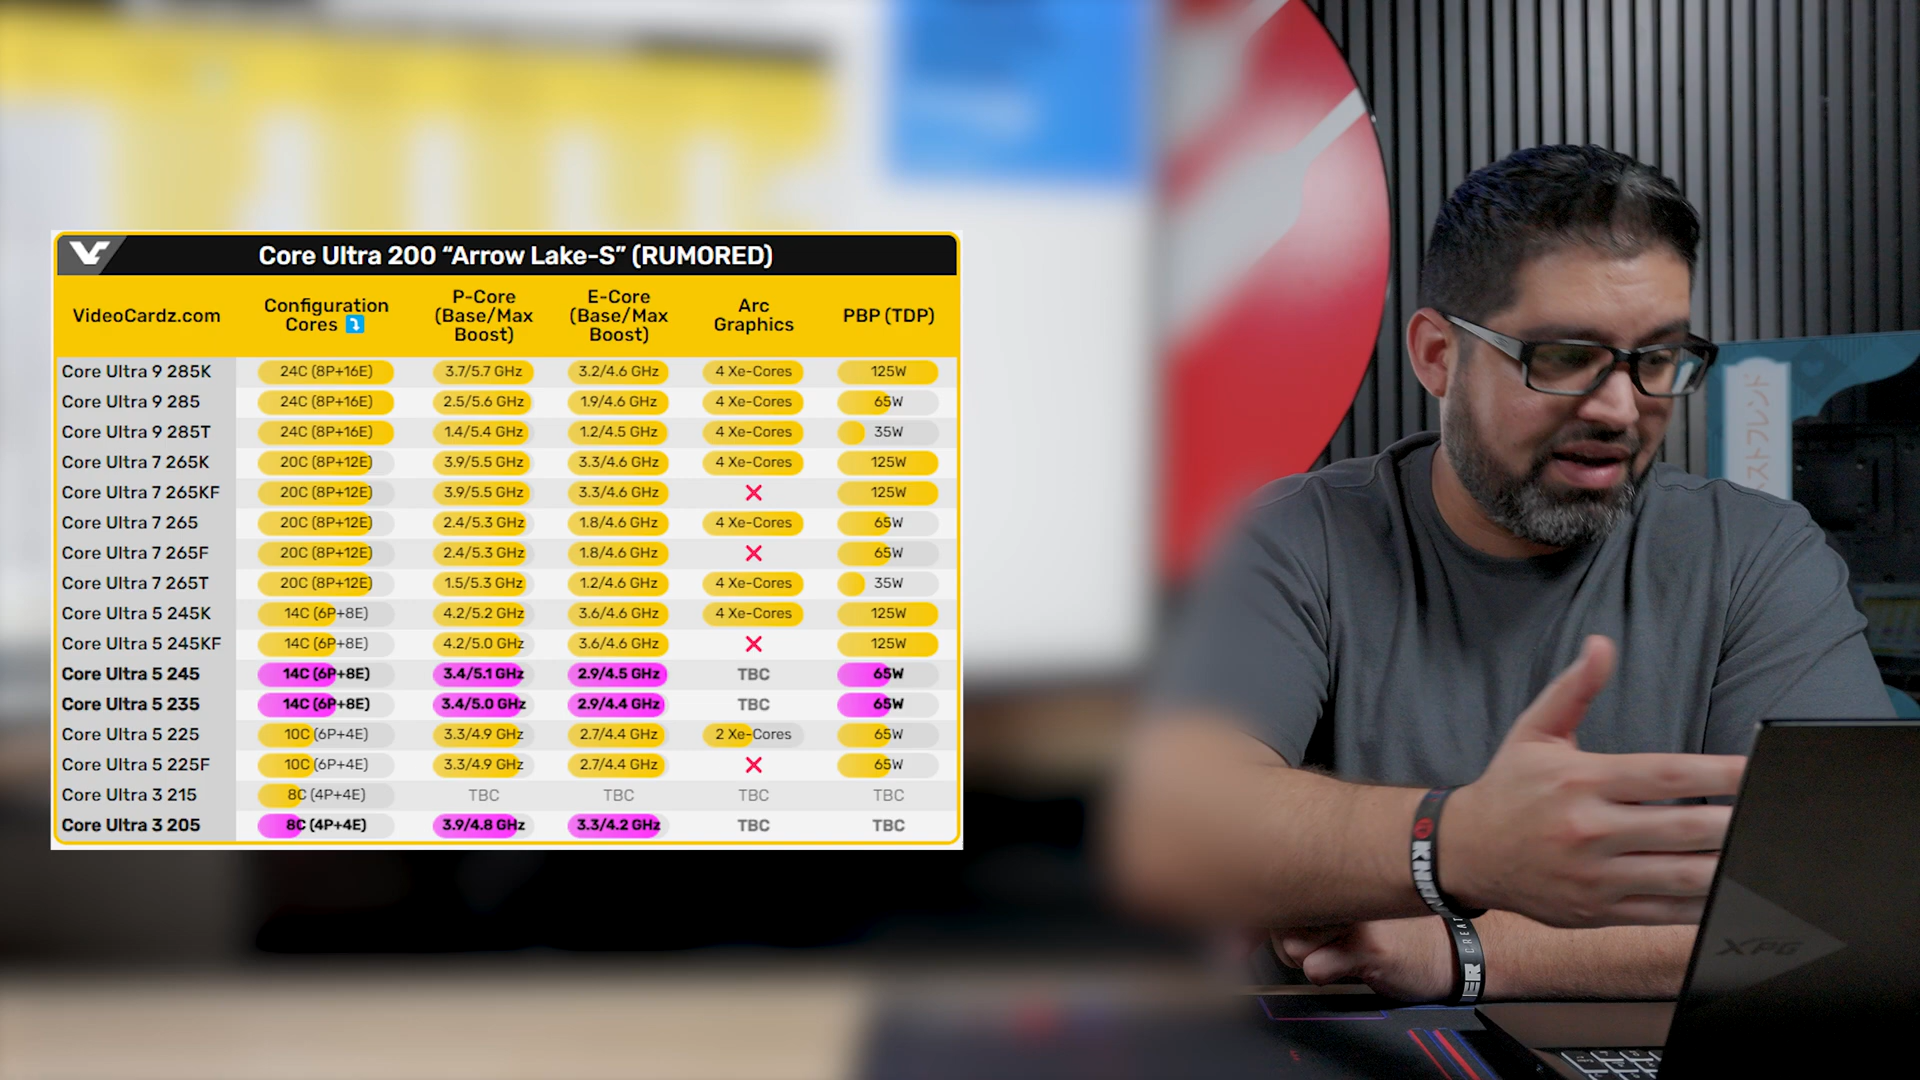 Core Ultra 200 “Arrow Lake-S” (RUMORED)
VideoCardz.com
Configuration
Cores
P-Core
(Base/Max
Boost)
E-Core
(Base/Max
Boost)
Arc
Graphics
PBP (TDP)
Core Ultra 9 285K 24C (8P+16E) 3.7/5.7 GHz 3.2/4.6 GHz 4 Xe-Cores 125W
Core Ultra 9 285 24C (8P+16E) 2.5/5.6 GHz 1.9/4.6 GHz 4 Xe-Cores 65W
Core Ultra 9 285T 24C (8P+16E) 1.4/5.4 GHz 1.2/4.5 GHz 4 Xe-Cores 35W
Core Ultra 7 265K 20C (8P+12E) 3.9/5.5 GHz 3.3/4.6 GHz 4 Xe-Cores 125W
Core Ultra 7 265KF 20C (8P+12E) 3.9/5.5 GHz 3.3/4.6 GHz ❌ 125W
Core Ultra 7 265 20C (8P+12E) 2.4/5.3 GHz 1.8/4.6 GHz 4 Xe-Cores 65W
Core Ultra 7 265F 20C (8P+12E) 2.4/5.3 GHz 1.8/4.6 GHz ❌ 65W
Core Ultra 7 265T 20C (8P+12E) 1.5/5.3 GHz 1.2/4.6 GHz 4 Xe-Cores 35W
Core Ultra 5 245K 14C (6P+8E) 4.2/5.2 GHz 3.6/4.6 GHz 4 Xe-Cores 125W
Core Ultra 5 245KF 14C (6P+8E) 4.2/5.0 GHz 3.6/4.6 GHz ❌ 125W
Core Ultra 5 245 14C (6P+8E) 3.4/5.1 GHz 2.9/4.5 GHz TBC 65W
Core Ultra 5 235 14C (6P+8E) 3.4/5.0 GHz 2.9/4.4 GHz TBC 65W
Core Ultra 5 225 10C (6P+4E) 3.3/4.9 GHz 2.7/4.4 GHz 2 Xe-Cores 65W
Core Ultra 5 225F 10C (6P+4E) 3.3/4.9 GHz 2.7/4.4 GHz ❌ 65W
Core Ultra 3 215 8C (4P+4E) TBC TBC TBC TBC
Core Ultra 3 205 8C (4P+4E) 3.9/4.8 GHz 3.3/4.2 GHz TBC TBC
ストフレンド
XPG